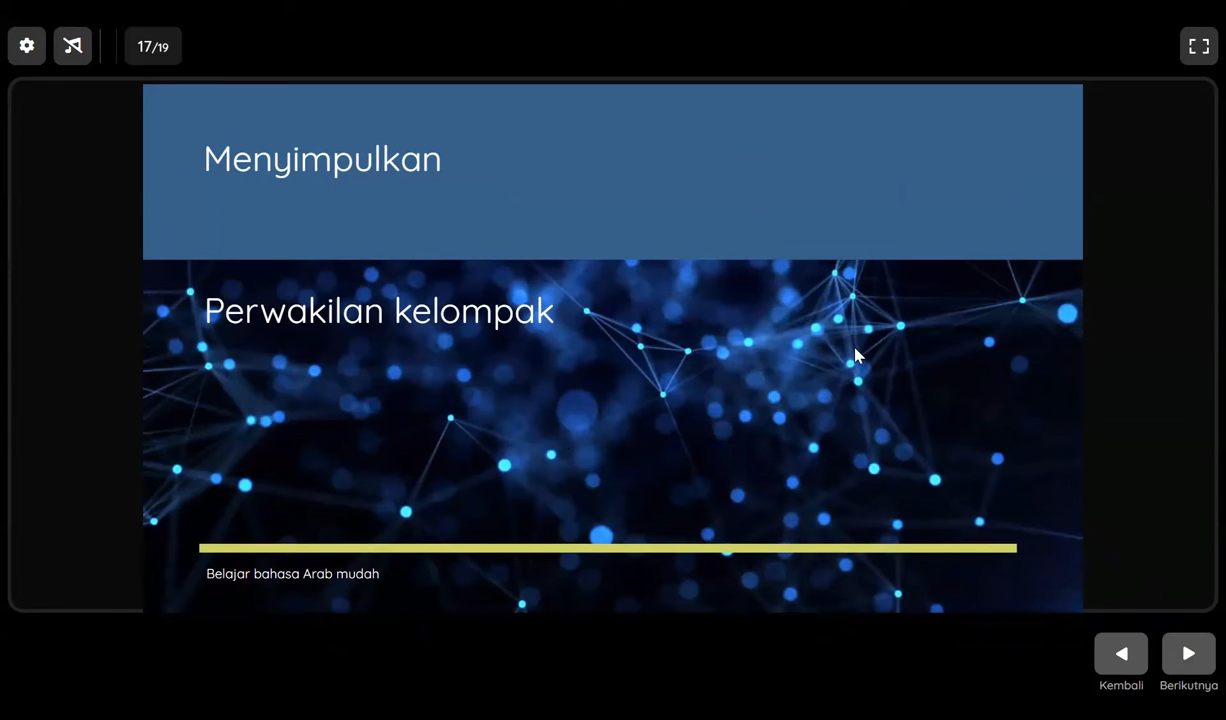 17/19
Menyimpulkan
Perwakilan kelompak
Belajar bahasa Arab mudah
Kembali
Berikutnya